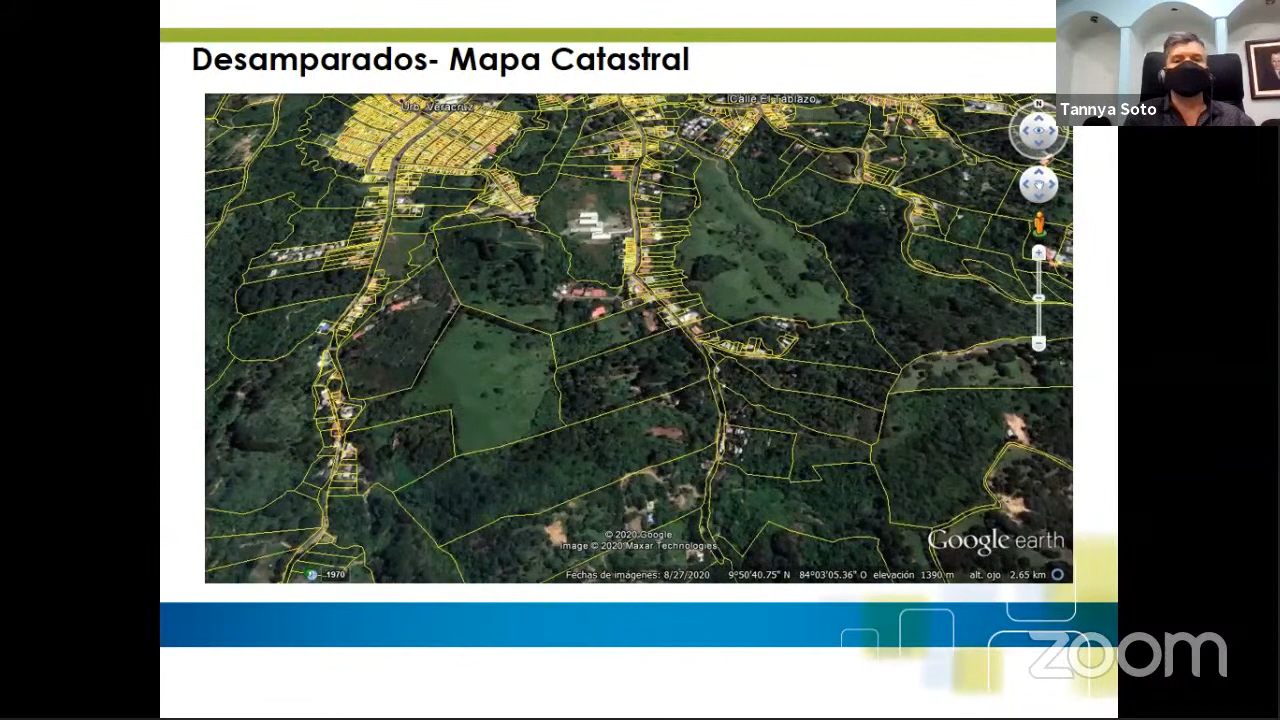 Desamparados- Mapa Catastral
Tannya Soto
Urb. Veracruz
Calle El Tablazo
N
© 2020 Google
Image © 2020 Maxar Technologies
Google earth
1970
Fechas de imagenes: 8/27/2020 9°50'40.75" N 84°03'05.36" O elevación 1390 m alt. ojo 2.65 km
zoom